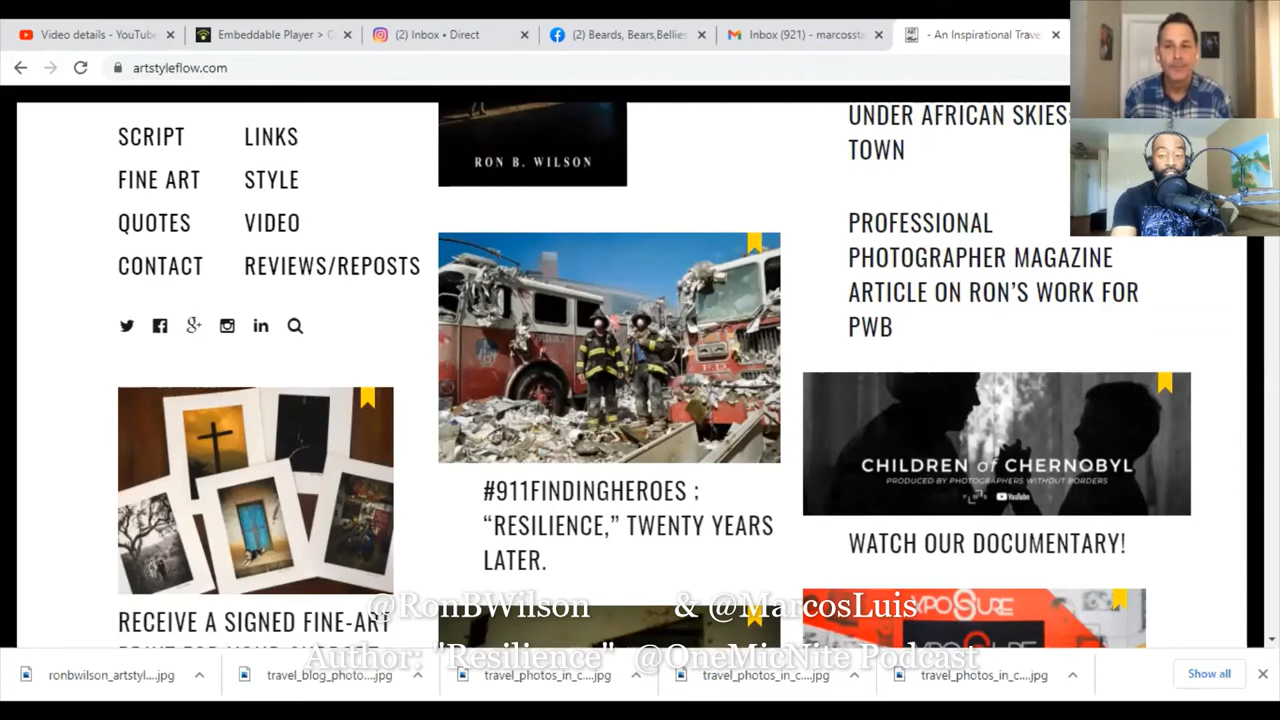 Video details - YouTube
Embeddable Player > C
(2) Inbox • Direct
(2) Beards, Bears,Bellies
Inbox (921) - marcossta
- An Inspirational Trave
artstyleflow.com
SCRIPT
LINKS
FINE ART
STYLE
QUOTES
VIDEO
CONTACT
REVIEWS/REPOSTS
RECEIVE A SIGNED FINE-ART
RON B. WILSON
#911FINDINGHEROES ;
“RESILIENCE,” TWENTY YEARS
LATER.
UNDER AFRICAN SKIES
TOWN
PROFESSIONAL
PHOTOGRAPHER MAGAZINE
ARTICLE ON RON’S WORK FOR
PWB
CHILDREN of CHERNOBYL
PRODUCED BY PHOTOGRAPHERS WITHOUT BORDERS
YouTube
WATCH OUR DOCUMENTARY!
XPOSURE
@RonBWilson & @MarcosLuis
Author: "Resilience" @OneMicNite Podcast
ronbwilson_artstyl....jpg
travel_blog_photo....jpg
travel_photos_in_c....jpg
travel_photos_in_c....jpg
travel_photos_in_c....jpg
Show all